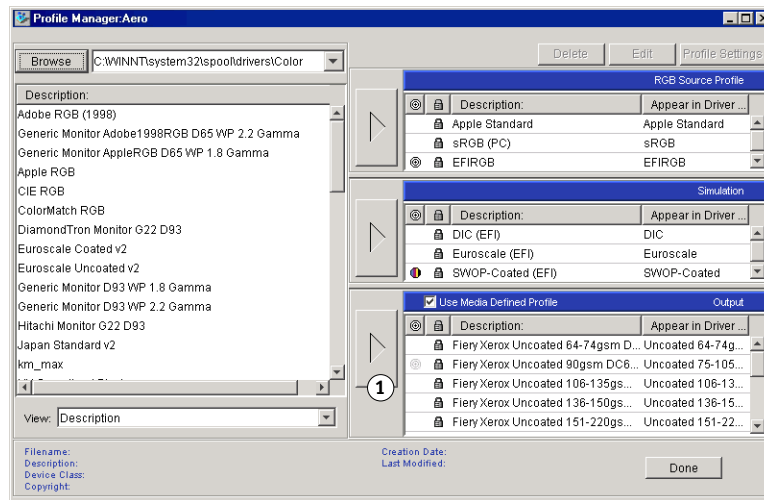 Profile Manager:Aero
Browse C:\WINNT\system32\spool\drivers\Color
Delete Edit Profile Settings
Description:
Adobe RGB (1998)
Generic Monitor Adobe1998RGB D65 WP 2.2 Gamma
Generic Monitor AppleRGB D65 WP 1.8 Gamma
Apple RGB
CIE RGB
ColorMatch RGB
DiamondTron Monitor G22 D93
Euroscale Coated v2
Euroscale Uncoated v2
Generic Monitor D93 WP 1.8 Gamma
Generic Monitor D93 WP 2.2 Gamma
Hitachi Monitor G22 D93
Japan Standard v2
km_max
View: Description
RGB Source Profile
Description: Appear in Driver ...
Apple Standard Apple Standard
sRGB (PC) sRGB
EFIRGB EFIRGB
Simulation
Description: Appear in Driver ...
DIC (EFI) DIC
Euroscale (EFI) Euroscale
SWOP-Coated (EFI) SWOP-Coated
Use Media Defined Profile Output
Description: Appear in Driver ...
Fiery Xerox Uncoated 64-74gsm D... Uncoated 64-74g...
Fiery Xerox Uncoated 90gsm DC6... Uncoated 75-105...
Fiery Xerox Uncoated 106-135gs... Uncoated 106-13...
Fiery Xerox Uncoated 136-150gs... Uncoated 136-15...
Fiery Xerox Uncoated 151-220gs... Uncoated 151-22...
1
Filename:
Description:
Device Class:
Copyright:
Creation Date:
Last Modified:
Done